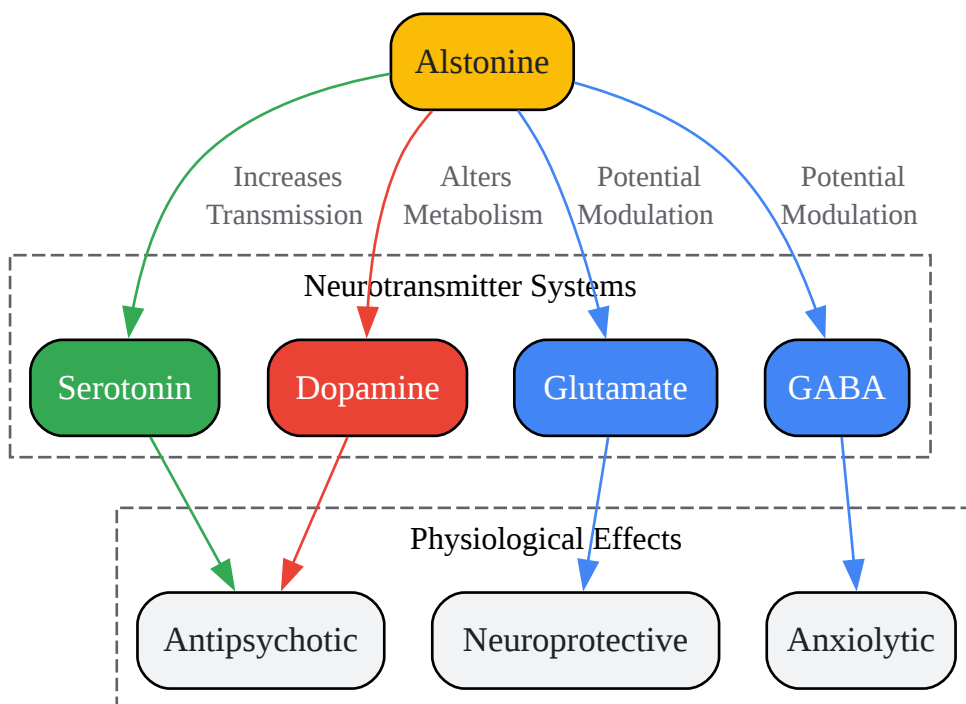 Alstonine
Increases
Transmission
Alters
Metabolism
Potential
Modulation
Potential
Modulation
Neurotransmitter Systems
Serotonin
Dopamine
Glutamate
GABA
Physiological Effects
Antipsychotic
Neuroprotective
Anxiolytic